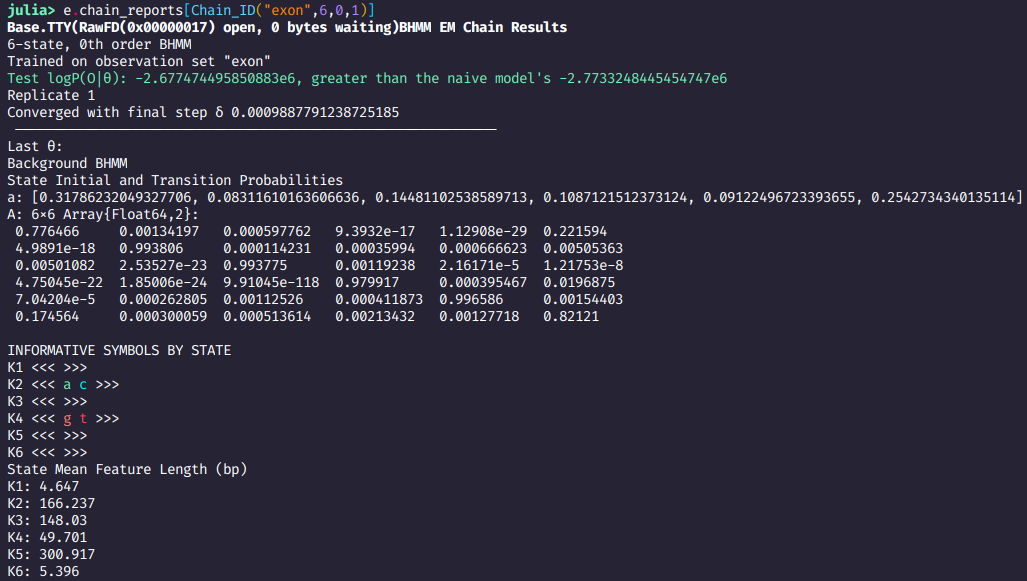 julia> e.chain_reports[Chain_ID("exon",6,0,1)]
Base.TTY(RawFD(0x00000017) open, 0 bytes waiting)BHMM EM Chain Results
6-state, 0th order BHMM
Trained on observation set "exon"
Test logP(O|θ): -2.677474495850883e6, greater than the naive model's -2.7733248445454747e6
Replicate 1
Converged with final step δ 0.0009887791238725185
Last θ:
Background BHMM
State Initial and Transition Probabilities
a: [0.31786232049327706, 0.08311610163606636, 0.14481102538589713, 0.1087121512373124, 0.09122496723393655, 0.2542734340135114]
A: 6×6 Array{Float64,2}:
0.776466 0.00134197 0.000597762 9.3932e-17 1.12908e-29 0.221594
4.9891e-18 0.993806 0.000114231 0.00035994 0.000666623 0.00505363
0.00501082 2.53527e-23 0.993775 0.00119238 2.16171e-5 1.21753e-8
4.75045e-22 1.85006e-24 9.91045e-118 0.979917 0.000395467 0.0196875
7.04204e-5 0.000262805 0.00112526 0.000411873 0.996586 0.00154403
0.174564 0.000300059 0.000513614 0.00213432 0.00127718 0.82121
INFORMATIVE SYMBOLS BY STATE
K1 <<< >>>
K2 <<< a c >>>
K3 <<< >>>
K4 <<< g t >>>
K5 <<< >>>
K6 <<< >>>
State Mean Feature Length (bp)
K1: 4.647
K2: 166.237
K3: 148.03
K4: 49.701
K5: 300.917
K6: 5.396